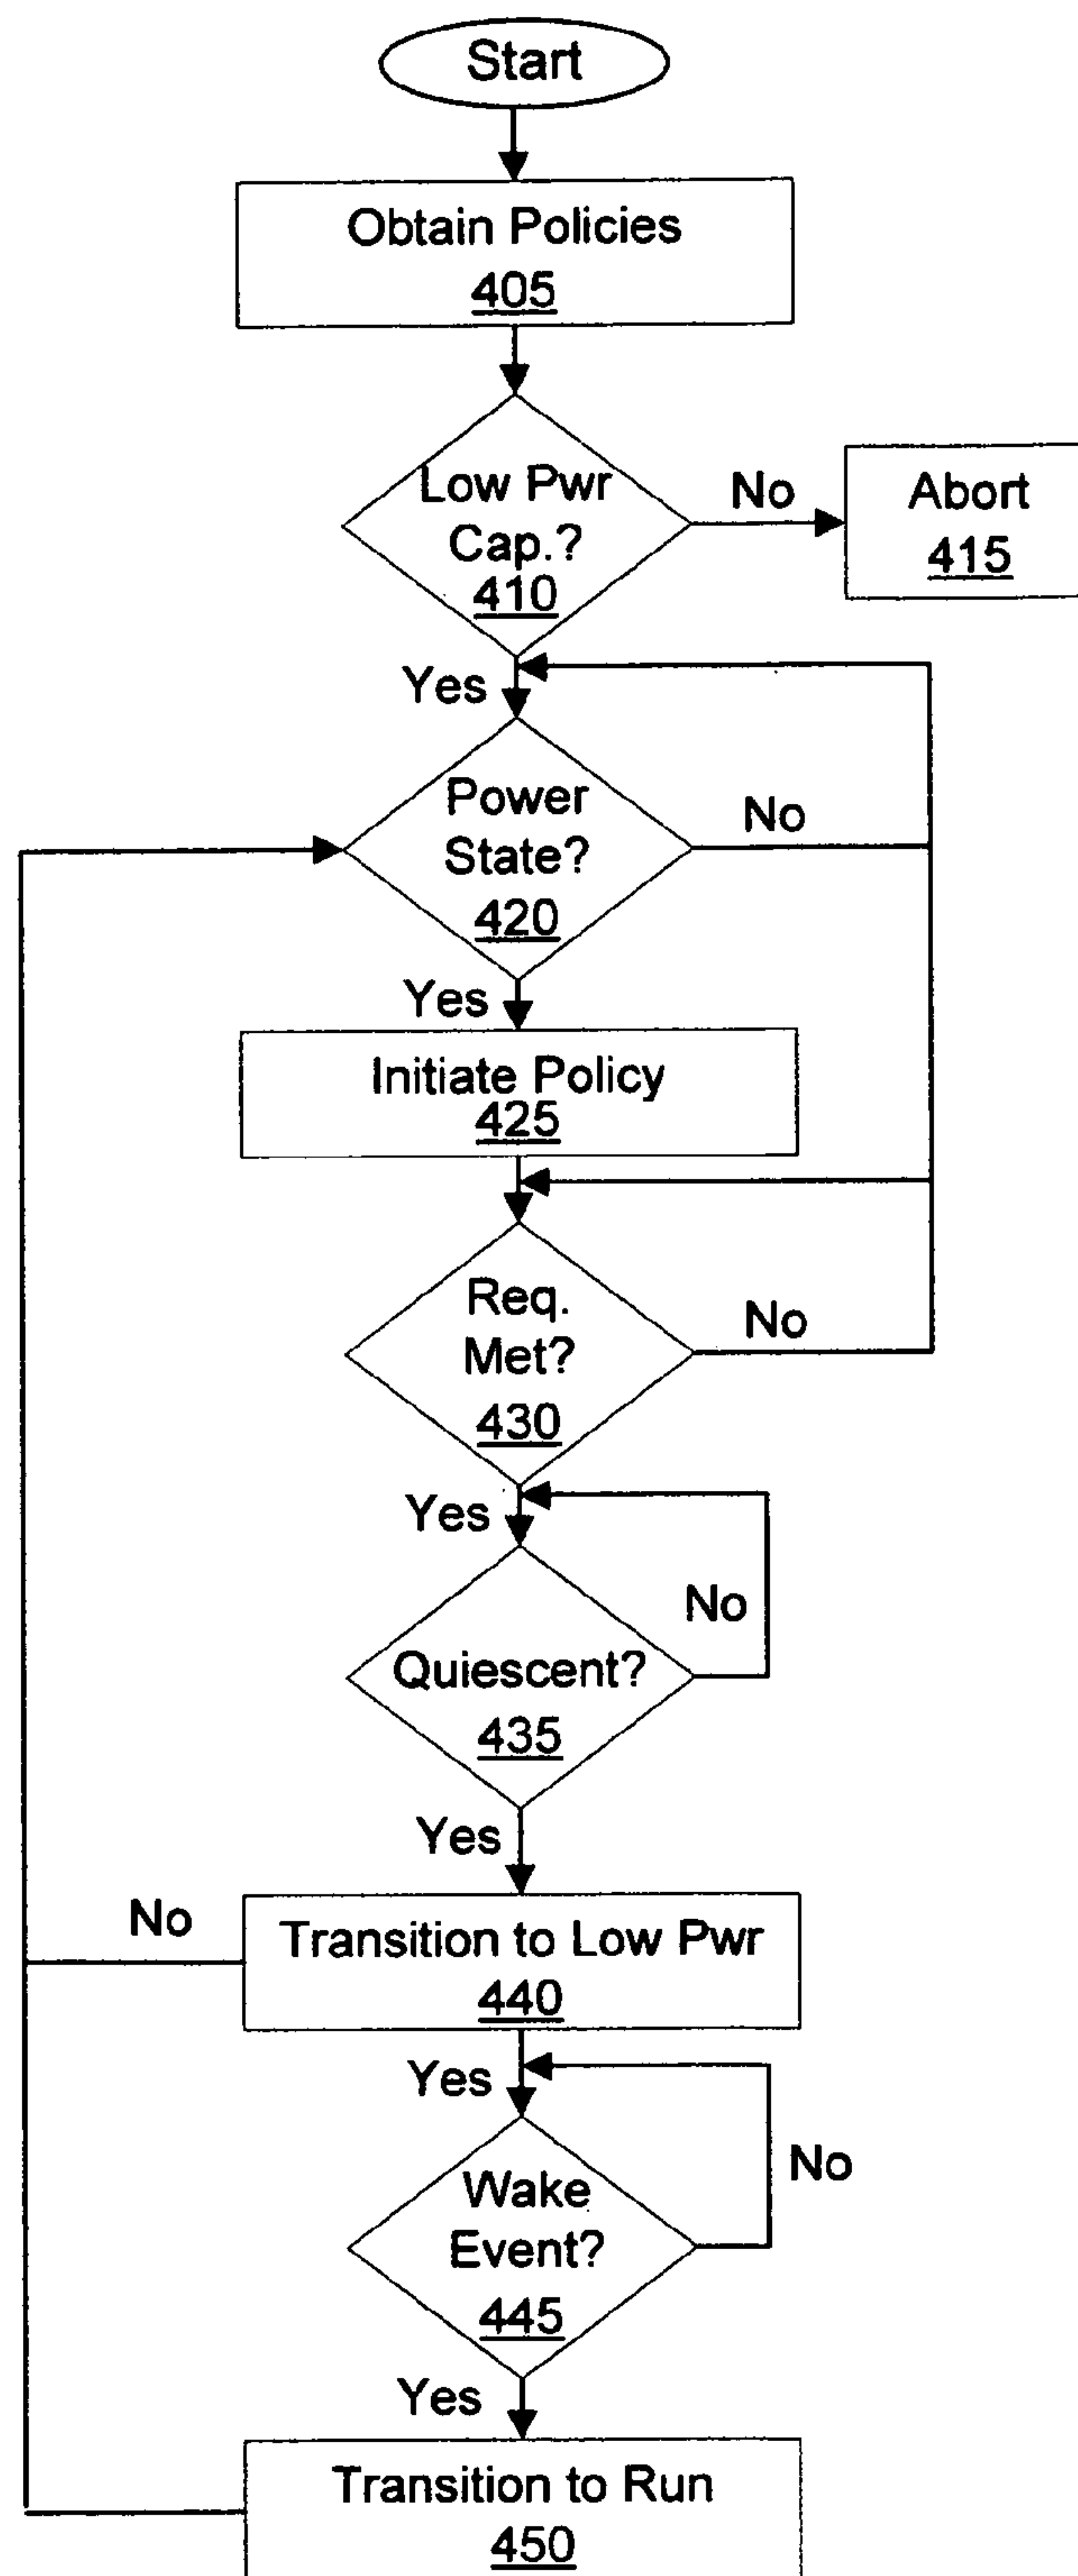 Start
Obtain Policies
405
Low Pwr
Cap.?
410
No
Abort
415
Yes
Power
State?
420
No
Yes
Initiate Policy
425
Req.
Met?
430
No
Yes
No
Quiescent?
435
Yes
No
Transition to Low Pwr
440
Yes
No
Wake
Event?
445
Yes
Transition to Run
450